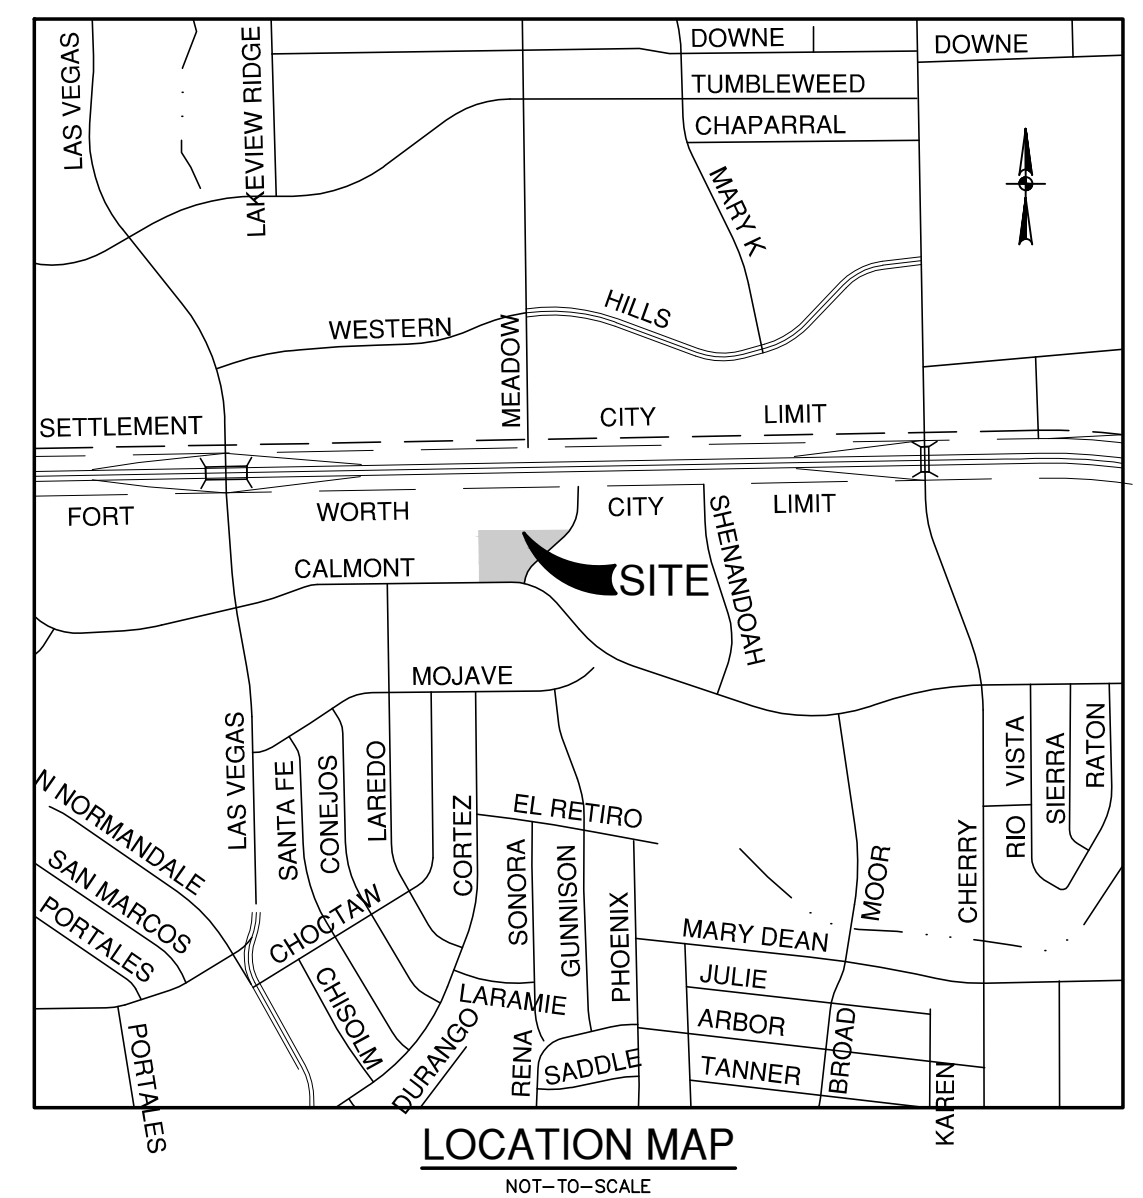 LAS VEGAS
LAKEVIEW RIDGE
DOWNE
DOWNE
TUMBLEWEED
CHAPARRAL
MARY K
HILLS
WESTERN
MEADOW
SETTLEMENT CITY LIMIT
FORT WORTH CITY LIMIT
SHENANDOAH
CALMONT
SITE
MOJAVE
LAS VEGAS
SANTA FE
CONEJOS
LAREDO
CORTEZ
EL RETIRO
SONORA
GUNNISON
PHOENIX
MOOR
CHERRY
RIO VISTA
SIERRA
RATON
N NORMANDALE
SAN MARCOS
PORTALES
CHOCTAW
CHISOLM
MARY DEAN
JULIE
LARAMIE
DURANGO
RENA
SADDLE
ARBOR
TANNER
BROAD
KAREN
PORTALES
LOCATION MAP
NOT-TO-SCALE